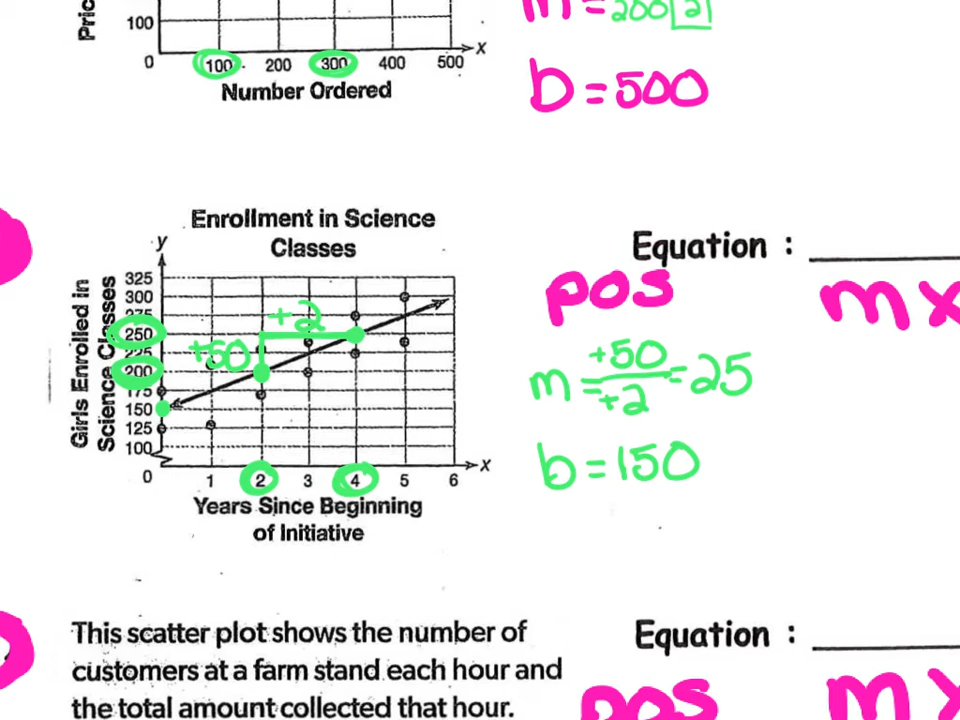 Pric
100
0 100 200 300 400 500 x
Number Ordered
b = 500
Enrollment in Science
Classes
Equation : 
y
pos
mx
Girls Enrolled in
Science Classes
325
300
250
225
200
175
150
125
100
+2
+50
m = +50 / +2 = 25
b = 150
0 1 2 3 4 5 6 x
Years Since Beginning
of Initiative
This scatter plot shows the number of
customers at a farm stand each hour and
the total amount collected that hour.
Equation :
pos
mx